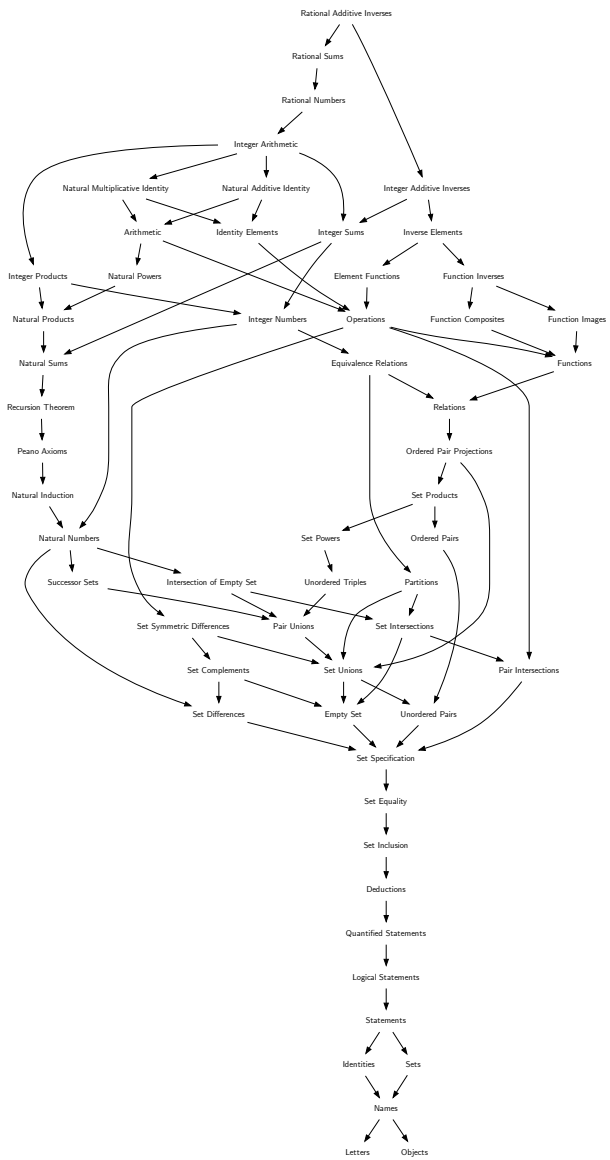 Rational Additive Inverses
Rational Sums
Rational Numbers
Integer Arithmetic
Natural Multiplicative Identity Natural Additive Identity Integer Additive Inverses
Arithmetic Identity Elements Integer Sums Inverse Elements
Integer Products Natural Powers Element Functions Function Inverses
Natural Products Integer Numbers Operations Function Composites Function Images
Natural Sums Equivalence Relations Functions
Recursion Theorem Relations
Peano Axioms Ordered Pair Projections
Natural Induction Set Products
Natural Numbers Set Powers Ordered Pairs
Successor Sets Intersection of Empty Set Unordered Triples Partitions
Set Symmetric Differences Pair Unions Set Intersections
Set Complements Set Unions Pair Intersections
Set Differences Empty Set Unordered Pairs
Set Specification
Set Equality
Set Inclusion
Deductions
Quantified Statements
Logical Statements
Statements
Identities Sets
Names
Letters Objects